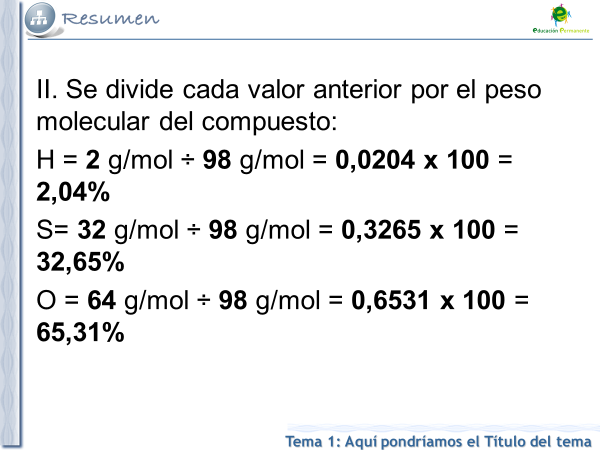 Resumen
educación Permanente
II. Se divide cada valor anterior por el peso
molecular del compuesto:
H = 2 g/mol ÷ 98 g/mol = 0,0204 x 100 =
2,04%
S= 32 g/mol ÷ 98 g/mol = 0,3265 x 100 =
32,65%
O = 64 g/mol ÷ 98 g/mol = 0,6531 x 100 =
65,31%
Tema 1: Aquí pondríamos el Título del tema